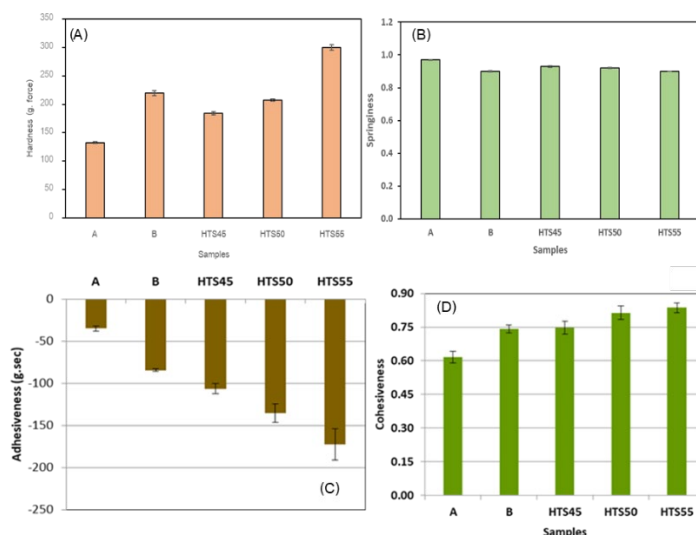 (A)
350
300
250
200
150
100
50
0
Hardness (g. force)
A B HTS45 HTS50 HTS55
Samples
(B)
1.2
1.0
0.8
0.6
0.4
0.2
0.0
Springiness
A B HTS45 HTS50 HTS55
Samples
A B HTS45 HTS50 HTS55
0
-50
-100
-150
-200
-250
Adhesiveness (g.sec)
(C)
(D)
0.90
0.75
0.60
0.45
0.30
0.15
0.00
Cohesiveness
A B HTS45 HTS50 HTS55
Samples